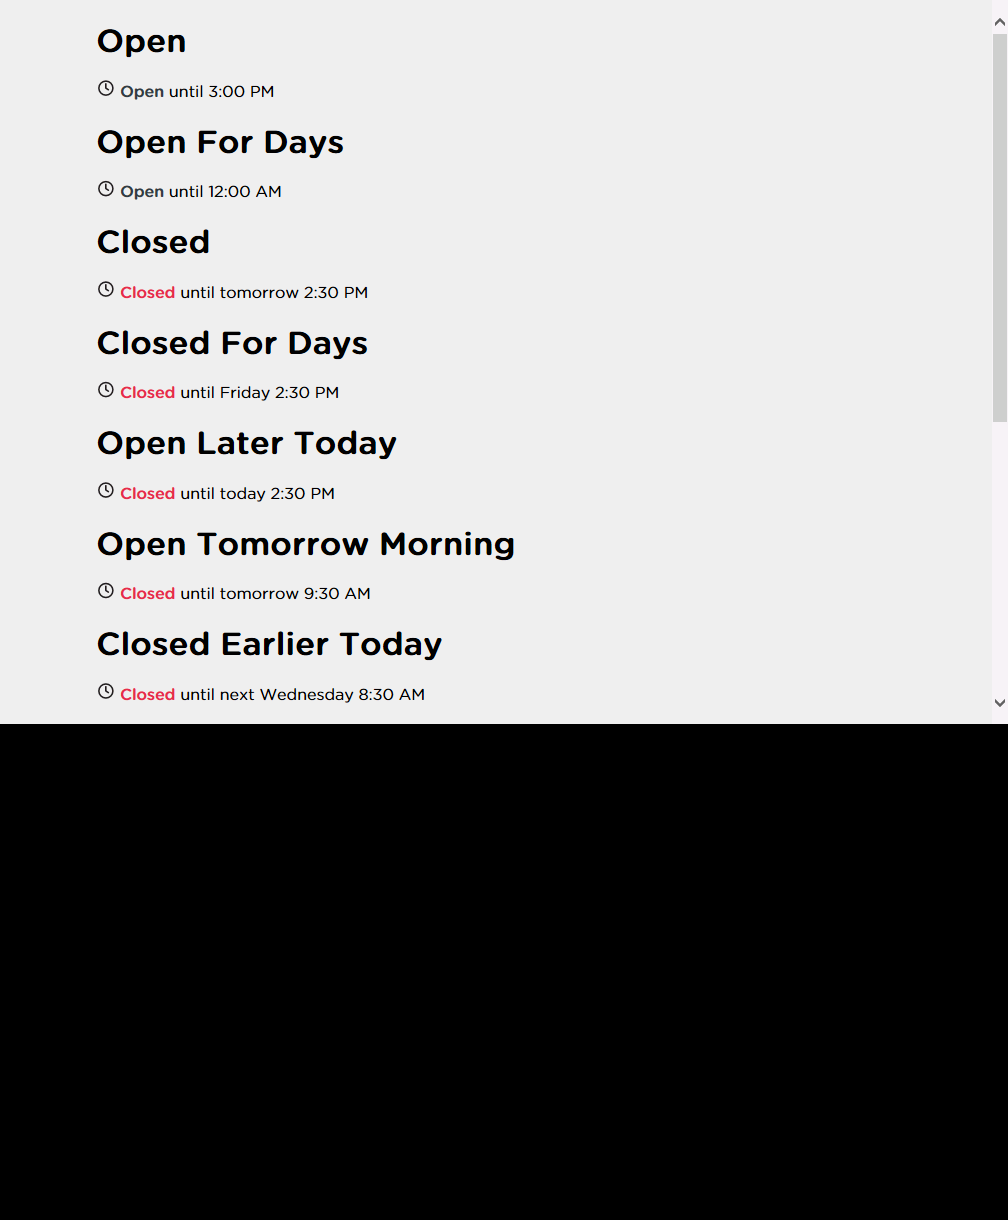 Open
Open until 3:00 PM
Open For Days
Open until 12:00 AM
Closed
Closed until tomorrow 2:30 PM
Closed For Days
Closed until Friday 2:30 PM
Open Later Today
Closed until today 2:30 PM
Open Tomorrow Morning
Closed until tomorrow 9:30 AM
Closed Earlier Today
Closed until next Wednesday 8:30 AM